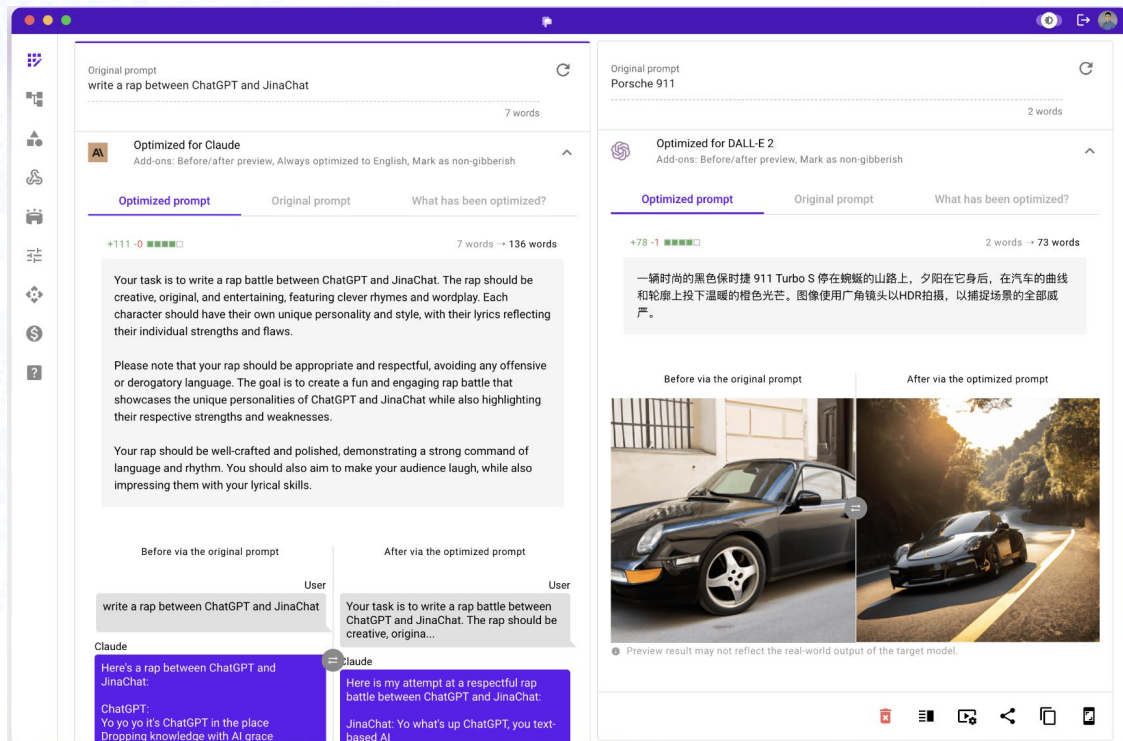 Original prompt
write a rap between ChatGPT and JinaChat
7 words
Optimized for Claude
Add-ons: Before/after preview, Always optimized to English, Mark as non-gibberish
Optimized prompt
Original prompt
What has been optimized?
+111 -0
7 words → 136 words
Your task is to write a rap battle between ChatGPT and JinaChat. The rap should be
creative, original, and entertaining, featuring clever rhymes and wordplay. Each
character should have their own unique personality and style, with their lyrics reflecting
their individual strengths and flaws.
Please note that your rap should be appropriate and respectful, avoiding any offensive
or derogatory language. The goal is to create a fun and engaging rap battle that
showcases the unique personalities of ChatGPT and JinaChat while also highlighting
their respective strengths and weaknesses.
Your rap should be well-crafted and polished, demonstrating a strong command of
language and rhythm. You should also aim to make your audience laugh, while also
impressing them with your lyrical skills.
Before via the original prompt
After via the optimized prompt
User
write a rap between ChatGPT and JinaChat
Claude
Here's a rap between ChatGPT and
JinaChat:
ChatGPT:
Yo yo yo it's ChatGPT in the place
Dropping knowledge with AI grace
User
Your task is to write a rap battle between
ChatGPT and JinaChat. The rap should be
creative, origina...
Claude
Here is my attempt at a respectful rap
battle between ChatGPT and JinaChat:
JinaChat: Yo what's up ChatGPT, you text-
based AI
Original prompt
Porsche 911
2 words
Optimized for DALL-E 2
Add-ons: Before/after preview, Mark as non-gibberish
Optimized prompt
Original prompt
What has been optimized?
+78 -1
2 words → 73 words
一辆时尚的黑色保时捷 911 Turbo S 停在蜿蜒的山路上，夕阳在它身后，在汽车的曲线
和轮廓上投下温暖的橙色光芒。图像使用广角镜头以HDR拍摄，以捕捉场景的全部威
严。
Before via the original prompt
After via the optimized prompt
Preview result may not reflect the real-world output of the target model.